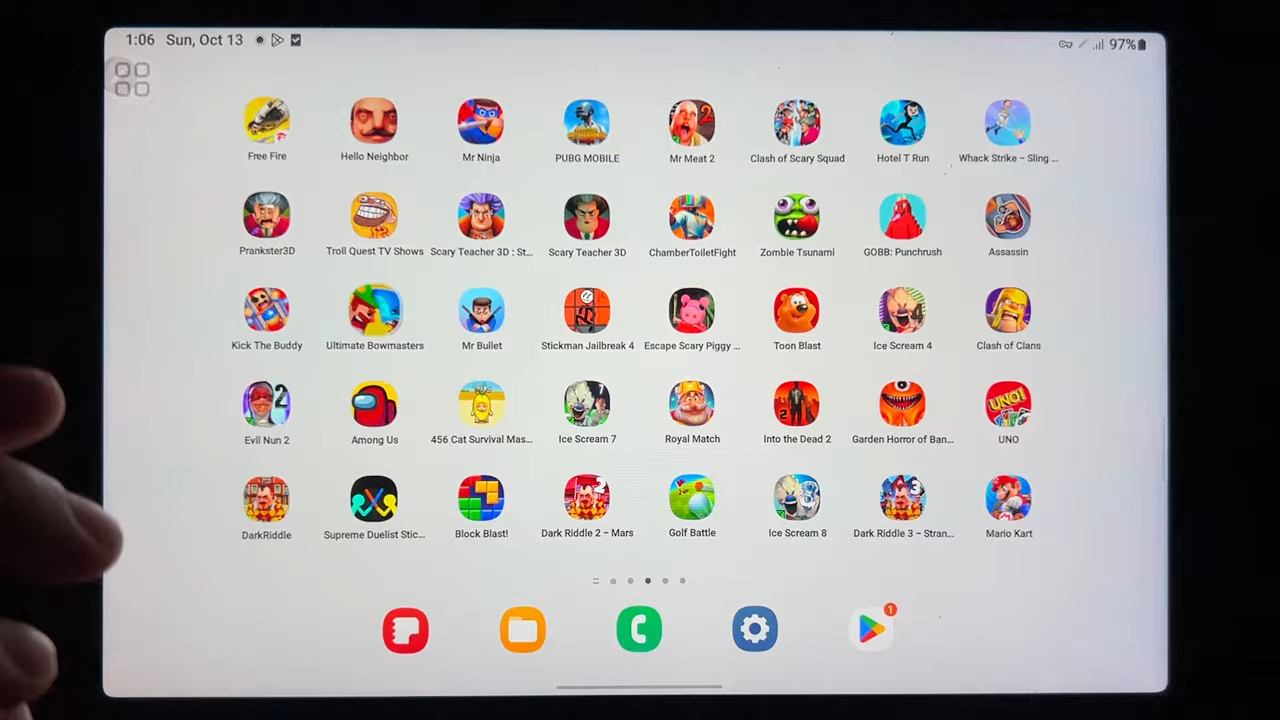 1:06 Sun, Oct 13 97%
Free Fire Hello Neighbor Mr Ninja PUBG MOBILE Mr Meat 2 Clash of Scary Squad Hotel T Run Whack Strike – Sling ...
Prankster3D Troll Quest TV Shows Scary Teacher 3D : St... Scary Teacher 3D ChamberToiletFight Zombie Tsunami GOBB: Punchrush Assassin
Kick The Buddy Ultimate Bowmasters Mr Bullet Stickman Jailbreak 4 Escape Scary Piggy ... Toon Blast Ice Scream 4 Clash of Clans
Evil Nun 2 Among Us 456 Cat Survival Mas... Ice Scream 7 Royal Match Into the Dead 2 Garden Horror of Ban... UNO
DarkRiddle Supreme Duelist Stic... Block Blast! Dark Riddle 2 – Mars Golf Battle Ice Scream 8 Dark Riddle 3 – Stran... Mario Kart
1